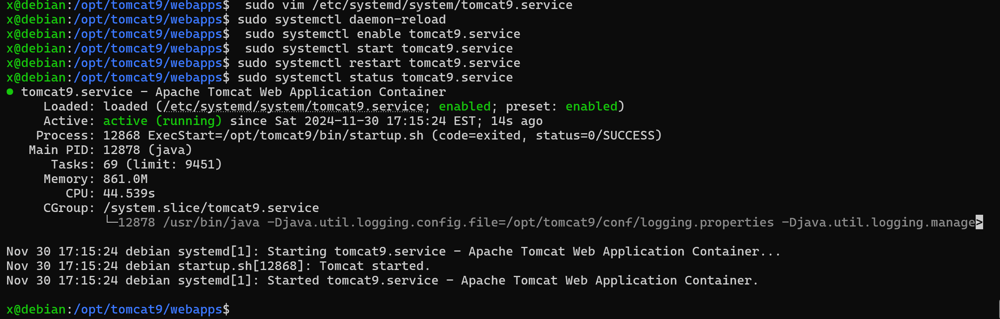 x@debian:/opt/tomcat9/webapps$  sudo vim /etc/systemd/system/tomcat9.service
x@debian:/opt/tomcat9/webapps$ sudo systemctl daemon-reload
x@debian:/opt/tomcat9/webapps$  sudo systemctl enable tomcat9.service
x@debian:/opt/tomcat9/webapps$  sudo systemctl start tomcat9.service
x@debian:/opt/tomcat9/webapps$ sudo systemctl restart tomcat9.service
x@debian:/opt/tomcat9/webapps$ sudo systemctl status tomcat9.service
● tomcat9.service - Apache Tomcat Web Application Container
     Loaded: loaded (/etc/systemd/system/tomcat9.service; enabled; preset: enabled)
     Active: active (running) since Sat 2024-11-30 17:15:24 EST; 14s ago
    Process: 12868 ExecStart=/opt/tomcat9/bin/startup.sh (code=exited, status=0/SUCCESS)
   Main PID: 12878 (java)
      Tasks: 69 (limit: 9451)
     Memory: 861.0M
        CPU: 44.539s
     CGroup: /system.slice/tomcat9.service
             └─12878 /usr/bin/java -Djava.util.logging.config.file=/opt/tomcat9/conf/logging.properties -Djava.util.logging.manage>
Nov 30 17:15:24 debian systemd[1]: Starting tomcat9.service - Apache Tomcat Web Application Container...
Nov 30 17:15:24 debian startup.sh[12868]: Tomcat started.
Nov 30 17:15:24 debian systemd[1]: Started tomcat9.service - Apache Tomcat Web Application Container.
x@debian:/opt/tomcat9/webapps$